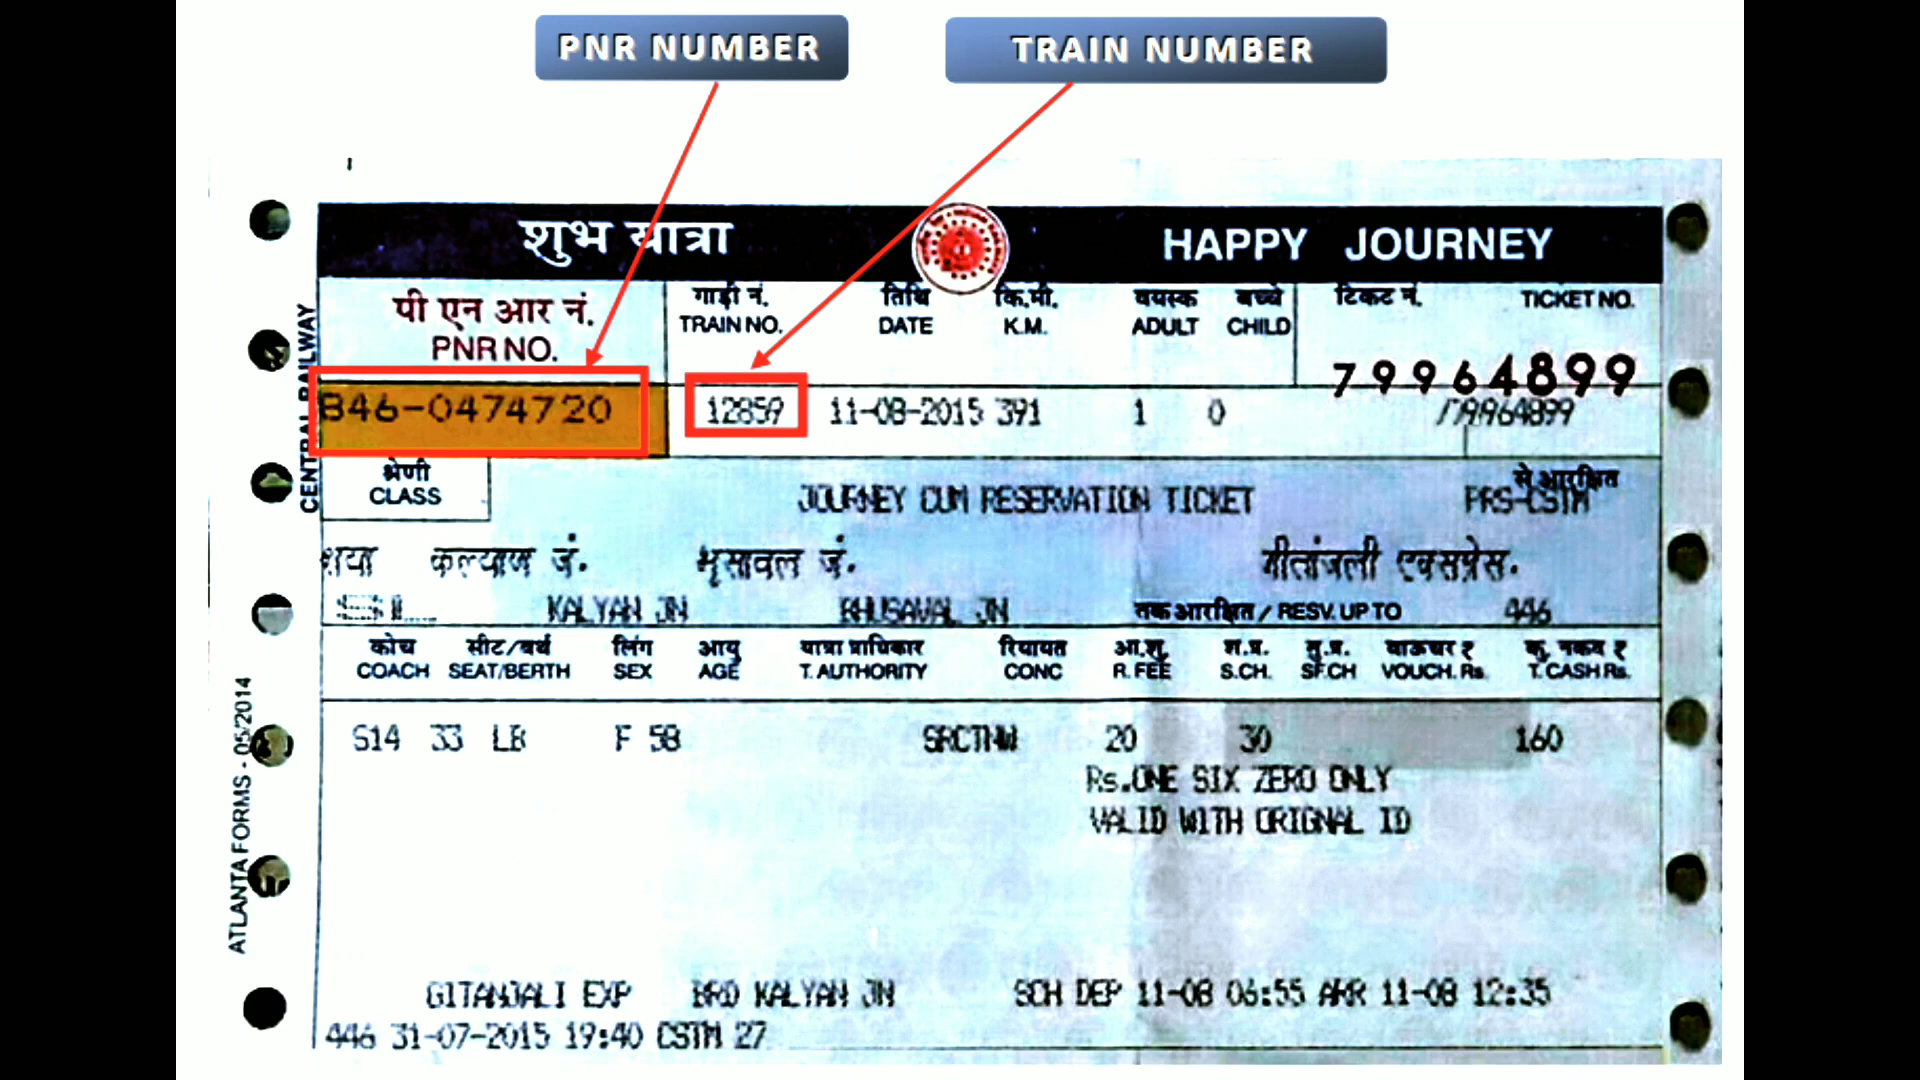 PNR NUMBER TRAIN NUMBER
शुभ यात्रा HAPPY JOURNEY
पी एन आर नं. गाड़ी नं. तिथि कि.मी. वयस्क बच्चे टिकट नं. TICKET NO.
PNR NO. TRAIN NO. DATE K.M. ADULT CHILD
79964899
846-0474720 12859 11-08-2015 391 1 0 79964899
CENTRAL RAILWAY
श्रेणी से आरक्षित
CLASS JOURNEY CUM RESERVATION TICKET PRS-CSTM
शया कल्याण जं. भुसावल जं. गीतांजली एक्सप्रेस.
KALYAN JN BHUSAVAL JN तक आरक्षित / RESV. UP TO 446
कोच सीट/बर्थ लिंग आयु यात्रा प्राधिकार रियायत आ.शु. श.प्र. सु.प्र. वाऊचर ₹ कु. नकद ₹
COACH SEAT/BERTH SEX AGE T. AUTHORITY CONC R. FEE S.CH. SF.CH VOUCH. Rs. T. CASH Rs.
S14 33 LB F 58 SRCTNW 20 30 160
Rs.ONE SIX ZERO ONLY
VALID WITH ORIGNAL ID
ATLANTA FORMS - 05/2014
GITANJALI EXP BRD KALYAN JN SCH DEP 11-08 06:55 ARR 11-08 12:35
446 31-07-2015 19:40 CSTM 27